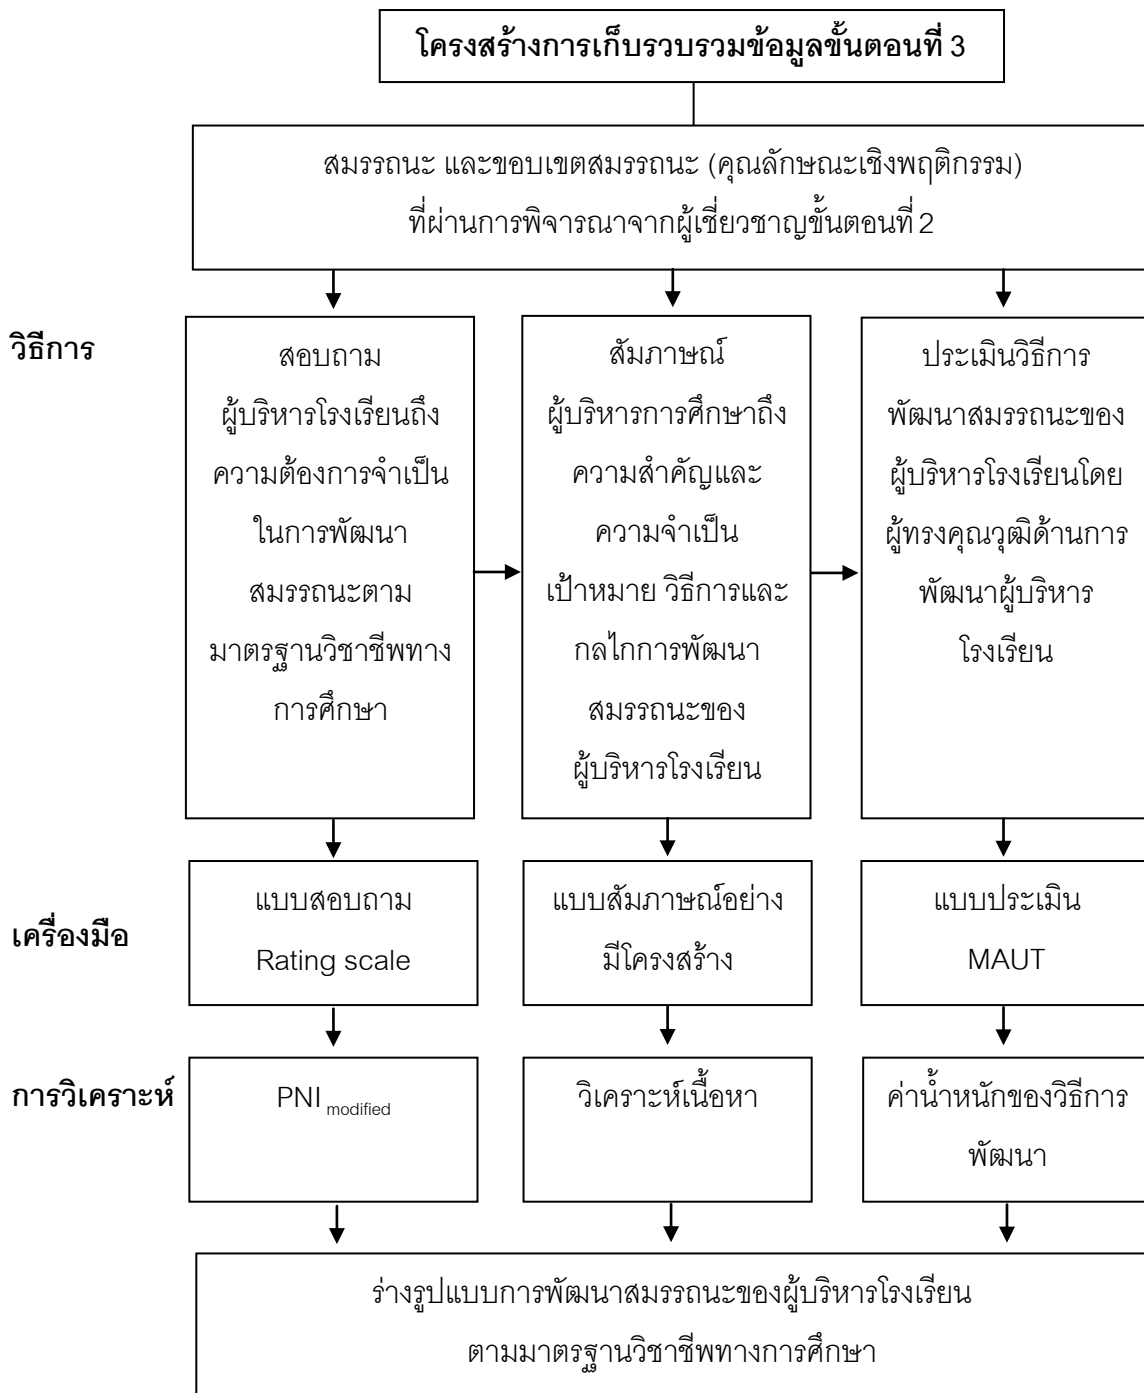 โครงสร้างการเก็บรวบรวมข้อมูลขั้นตอนที่ 3
สมรรถนะ และขอบเขตสมรรถนะ (คุณลักษณะเชิงพฤติกรรม)
ที่ผ่านการพิจารณาจากผู้เชี่ยวชาญขั้นตอนที่ 2
วิธีการ
สอบถาม
ผู้บริหารโรงเรียนถึง
ความต้องการจำเป็น
ในการพัฒนา
สมรรถนะตาม
มาตรฐานวิชาชีพทาง
การศึกษา
สัมภาษณ์
ผู้บริหารการศึกษาถึง
ความสำคัญและ
ความจำเป็น
เป้าหมาย วิธีการและ
กลไกการพัฒนา
สมรรถนะของ
ผู้บริหารโรงเรียน
ประเมินวิธีการ
พัฒนาสมรรถนะของ
ผู้บริหารโรงเรียนโดย
ผู้ทรงคุณวุฒิด้านการ
พัฒนาผู้บริหาร
โรงเรียน
เครื่องมือ
แบบสอบถาม
Rating scale
แบบสัมภาษณ์อย่าง
มีโครงสร้าง
แบบประเมิน
MAUT
การวิเคราะห์
PNI modified
วิเคราะห์เนื้อหา
ค่าน้ำหนักของวิธีการ
พัฒนา
ร่างรูปแบบการพัฒนาสมรรถนะของผู้บริหารโรงเรียน
ตามมาตรฐานวิชาชีพทางการศึกษา